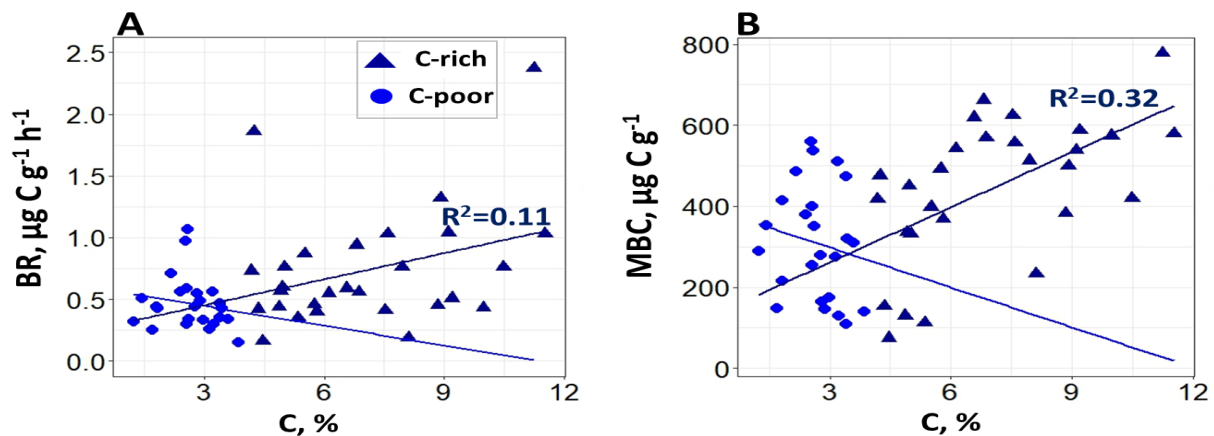 A
BR, µg C g⁻¹ h⁻¹
2.5
2.0
1.5
1.0
0.5
0.0
C-rich
C-poor
R²=0.11
3
6
9
12
C, %
B
MBC, µg C g⁻¹
800
600
400
200
0
R²=0.32
3
6
9
12
C, %